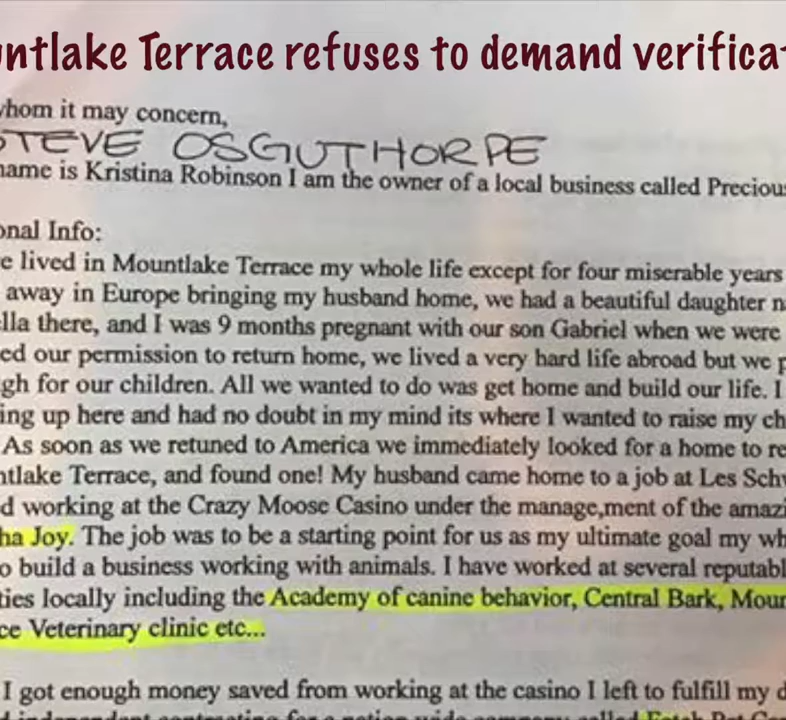 ntlake Terrace refuses to demand verifica
whom it may concern,
STEVE OSGUTHORPE
name is Kristina Robinson I am the owner of a local business called Precious
onal Info:
e lived in Mountlake Terrace my whole life except for four miserable years
away in Europe bringing my husband home, we had a beautiful daughter n
lla there, and I was 9 months pregnant with our son Gabriel when we were
ed our permission to return home, we lived a very hard life abroad but we p
gh for our children. All we wanted to do was get home and build our life. I
ing up here and had no doubt in my mind its where I wanted to raise my ch
As soon as we retuned to America we immediately looked for a home to re
tlake Terrace, and found one! My husband came home to a job at Les Schw
d working at the Crazy Moose Casino under the manage,ment of the amazi
ha Joy. The job was to be a starting point for us as my ultimate goal my wh
o build a business working with animals. I have worked at several reputabl
ties locally including the Academy of canine behavior, Central Bark, Moun
ce Veterinary clinic etc...
I got enough money saved from working at the casino I left to fulfill my d